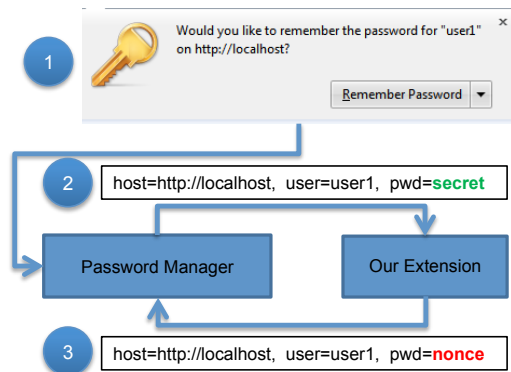 1
Would you like to remember the password for "user1"
on http://localhost?
×
Remember Password
2
host=http://localhost, user=user1, pwd=secret
Password Manager
Our Extension
3
host=http://localhost, user=user1, pwd=nonce